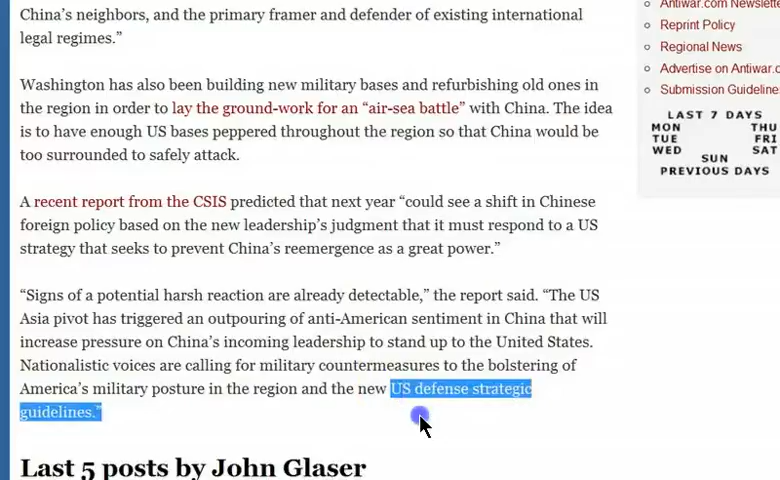 China’s neighbors, and the primary framer and defender of existing international
legal regimes.”
Washington has also been building new military bases and refurbishing old ones in
the region in order to lay the ground-work for an “air-sea battle” with China. The idea
is to have enough US bases peppered throughout the region so that China would be
too surrounded to safely attack.
A recent report from the CSIS predicted that next year “could see a shift in Chinese
foreign policy based on the new leadership’s judgment that it must respond to a US
strategy that seeks to prevent China’s reemergence as a great power.”
“Signs of a potential harsh reaction are already detectable,” the report said. “The US
Asia pivot has triggered an outpouring of anti-American sentiment in China that will
increase pressure on China’s incoming leadership to stand up to the United States.
Nationalistic voices are calling for military countermeasures to the bolstering of
America’s military posture in the region and the new US defense strategic
guidelines.”
Last 5 posts by John Glaser
Antiwar.com Newslette
Reprint Policy
Regional News
Advertise on Antiwar.c
Submission Guideline
LAST 7 DAYS
MON THU
TUE FRI
WED SAT
SUN
PREVIOUS DAYS